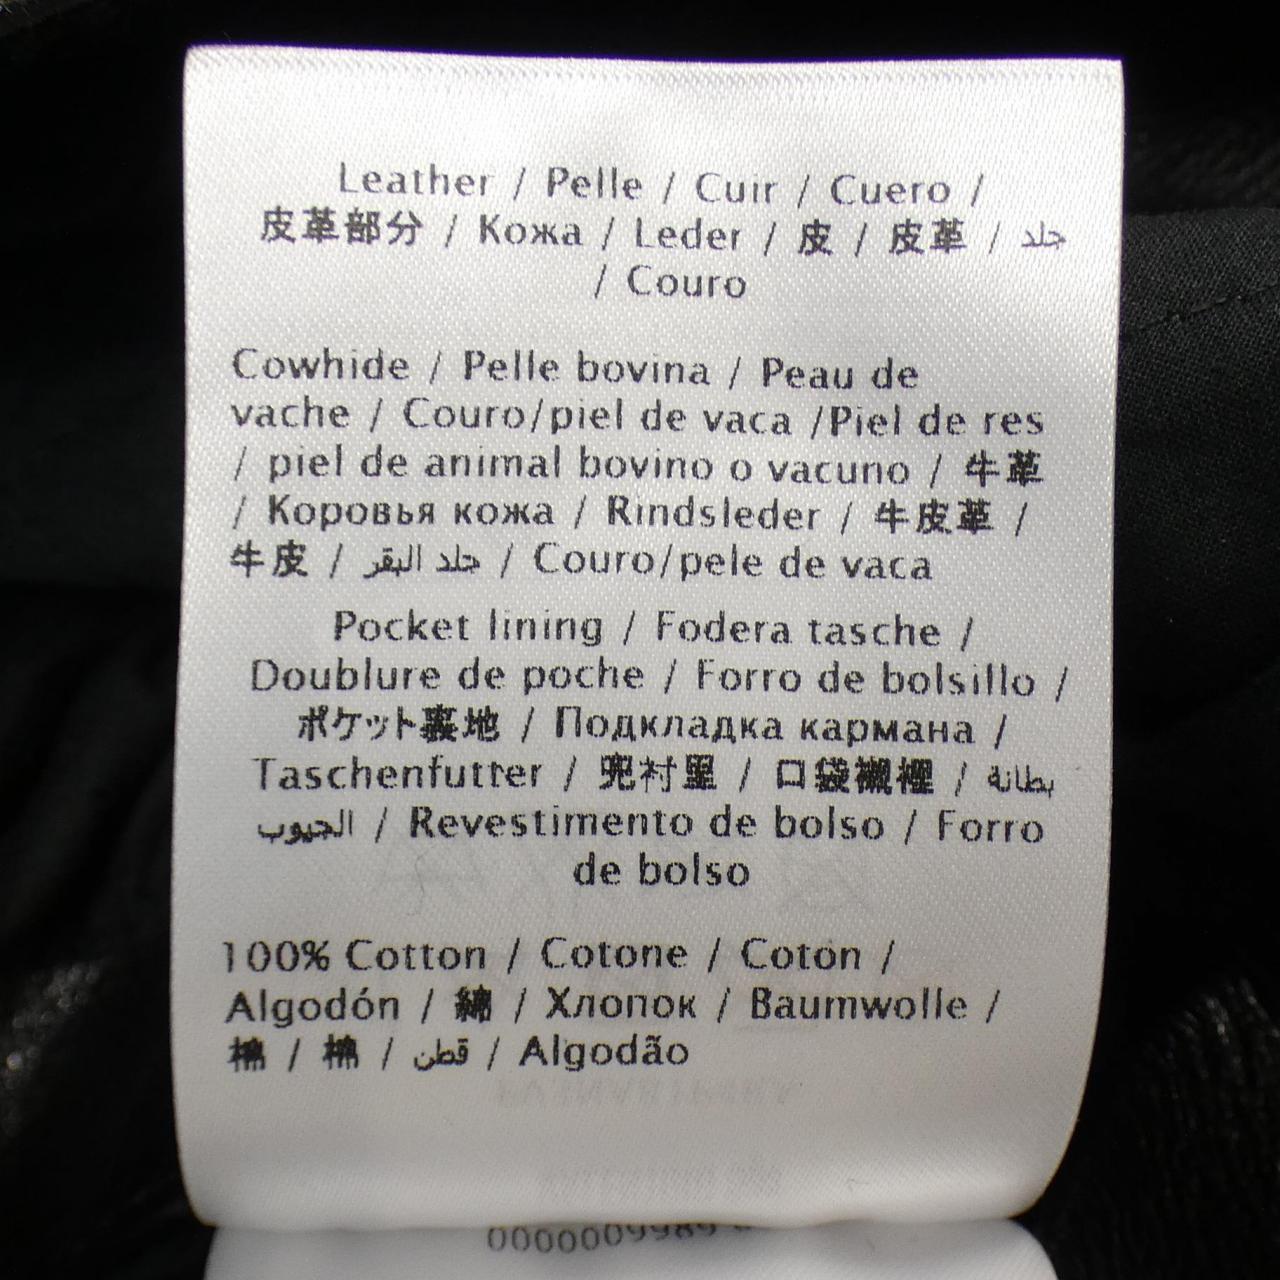 Leather / Pelle / Cuir / Cuero /
皮革部分 / Кожа / Leder / 皮 / 皮革 / جلد
/ Couro
Cowhide / Pelle bovina / Peau de
vache / Couro/piel de vaca /Piel de res
/ piel de animal bovino o vacuno / 牛革
/ Коровья кожа / Rindsleder / 牛皮革 /
牛皮 / جلد البقر / Couro/pele de vaca
Pocket lining / Fodera tasche /
Doublure de poche / Forro de bolsillo /
ポケット裏地 / Подкладка кармана /
Taschenfutter / 兜衬里 / 口袋襯裡 / بطانة
الجيوب / Revestimento de bolso / Forro
de bolso
100% Cotton / Cotone / Coton /
Algodón / 綿 / Хлопок / Baumwolle /
棉 / 棉 / قطن / Algodão